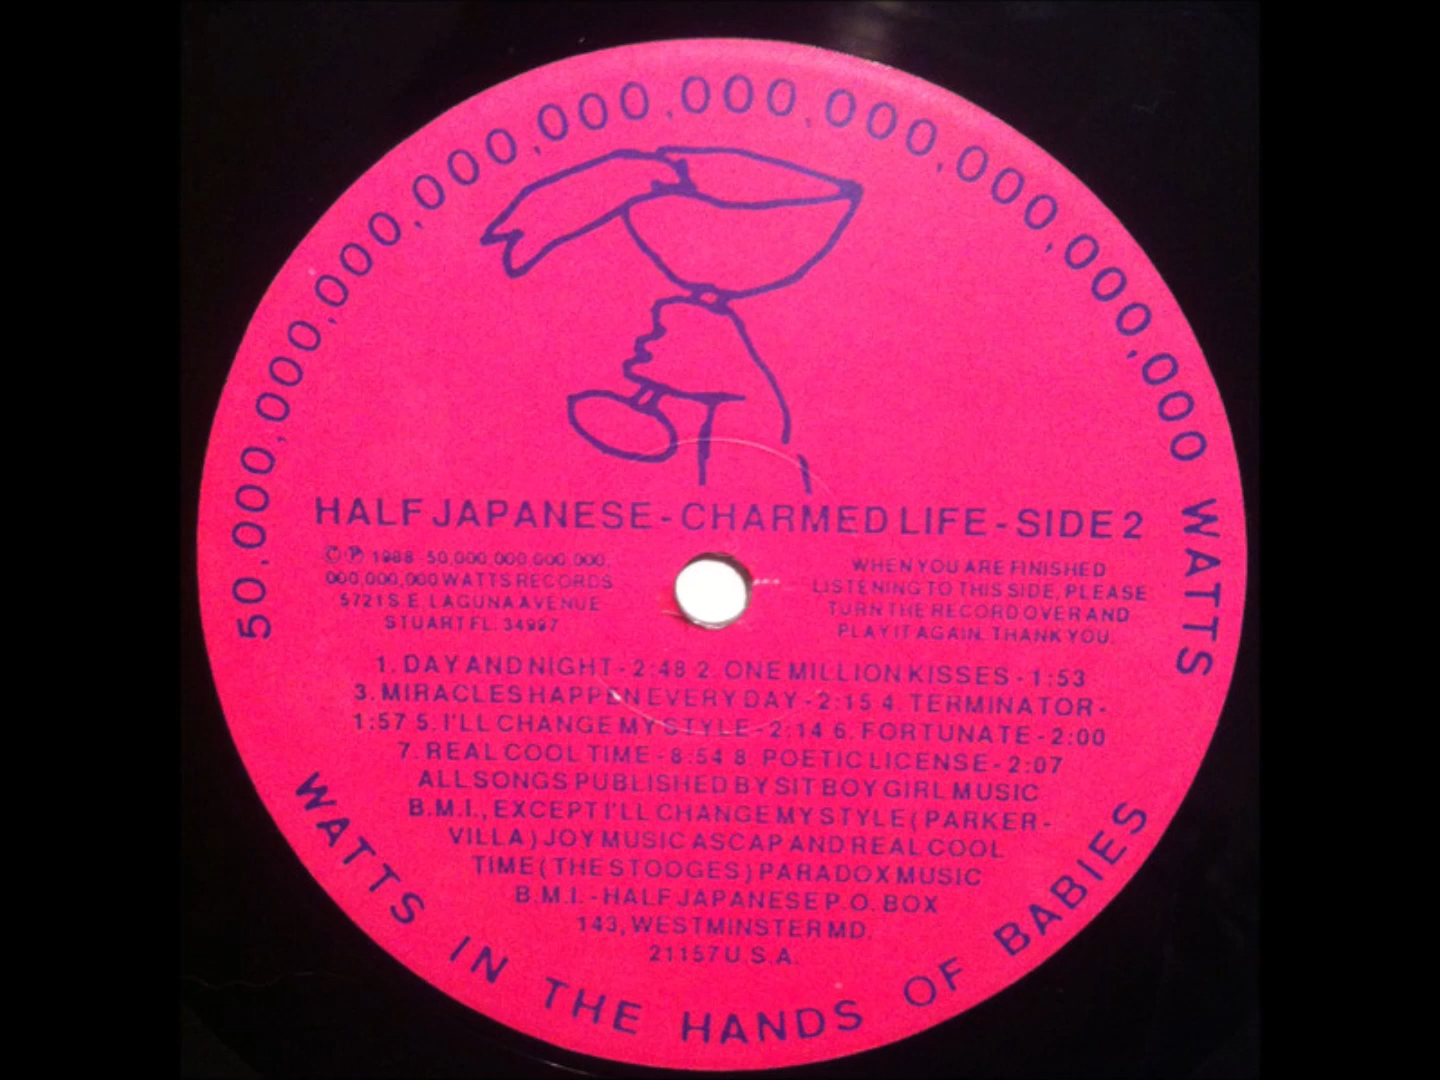 50,000,000,000,000,000,000,000,000,000,000 WATTS
HALF JAPANESE - CHARMED LIFE - SIDE 2
© ℗ 1988 50,000,000,000,000,
000,000,000 WATTS RECORDS
5721 S.E. LAGUNA AVENUE
STUART FL. 34997
WHEN YOU ARE FINISHED
LISTENING TO THIS SIDE, PLEASE
TURN THE RECORD OVER AND
PLAY IT AGAIN. THANK YOU.
1. DAY AND NIGHT - 2:48 2. ONE MILLION KISSES - 1:53
3. MIRACLES HAPPEN EVERY DAY - 2:15 4. TERMINATOR -
1:57 5. I'LL CHANGE MY STYLE - 2:14 6. FORTUNATE - 2:00
7. REAL COOL TIME - 8:54 8. POETIC LICENSE - 2:07
ALL SONGS PUBLISHED BY SIT BOY GIRL MUSIC
B.M.I., EXCEPT I'LL CHANGE MY STYLE (PARKER-
VILLA) JOY MUSIC ASCAP AND REAL COOL
TIME (THE STOOGES) PARADOX MUSIC
B.M.I. - HALF JAPANESE P.O. BOX
143, WESTMINSTER MD.
21157 U.S.A.
WATTS IN THE HANDS OF BABIES